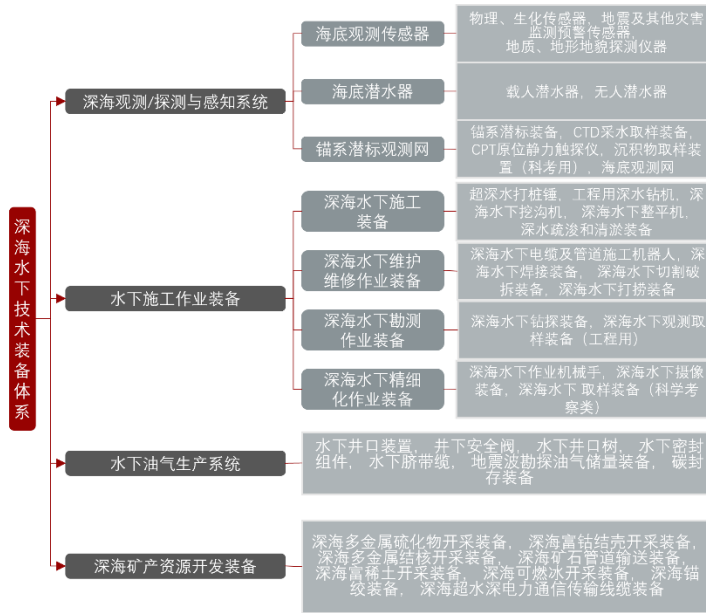 深海水下技术装备体系
深海观测/探测与感知系统
海底观测传感器
物理、生化传感器，地震及其他灾害
监测预警传感器，
地质、地形地貌探测仪器
海底潜水器
载人潜水器，无人潜水器
锚系潜标观测网
锚系潜标装备，CTD采水取样装备，
CPT原位静力触探仪，沉积物取样装
置（科考用），海底观测网
水下施工作业装备
深海水下施工
装备
超深水打桩锤，工程用深水钻机，深
海水下挖沟机，深海水下整平机，
深水疏浚和清淤装备
深海水下维护
维修作业装备
深海水下电缆及管道施工机器人，深
海水下焊接装备，深海水下切割破
拆装备，深海水下打捞装备
深海水下勘测
作业装备
深海水下钻探装备，深海水下观测取
样装备（工程用）
深海水下精细
化作业装备
深海水下作业机械手，深海水下摄像
装备，深海水下 取样装备（科学考
察类）
水下油气生产系统
水下井口装置，井下安全阀，水下井口树，水下密封
组件，水下脐带缆，地震波勘探油气储量装备，碳封
存装备
深海矿产资源开发装备
深海多金属硫化物开采装备，深海富钴结壳开采装备，
深海多金属结核开采装备，深海矿石管道输送装备，
深海富稀土开采装备，深海可燃冰开采装备，深海锚
绞装备，深海超水深电力通信传输线缆装备